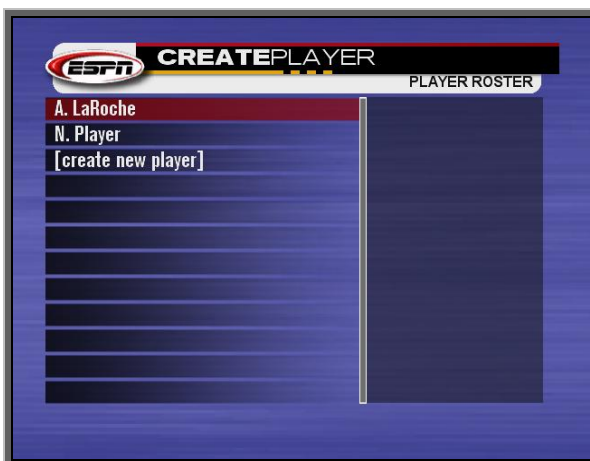 ESPN
CREATEPLAYER
PLAYER ROSTER
A. LaRoche
N. Player
[create new player]